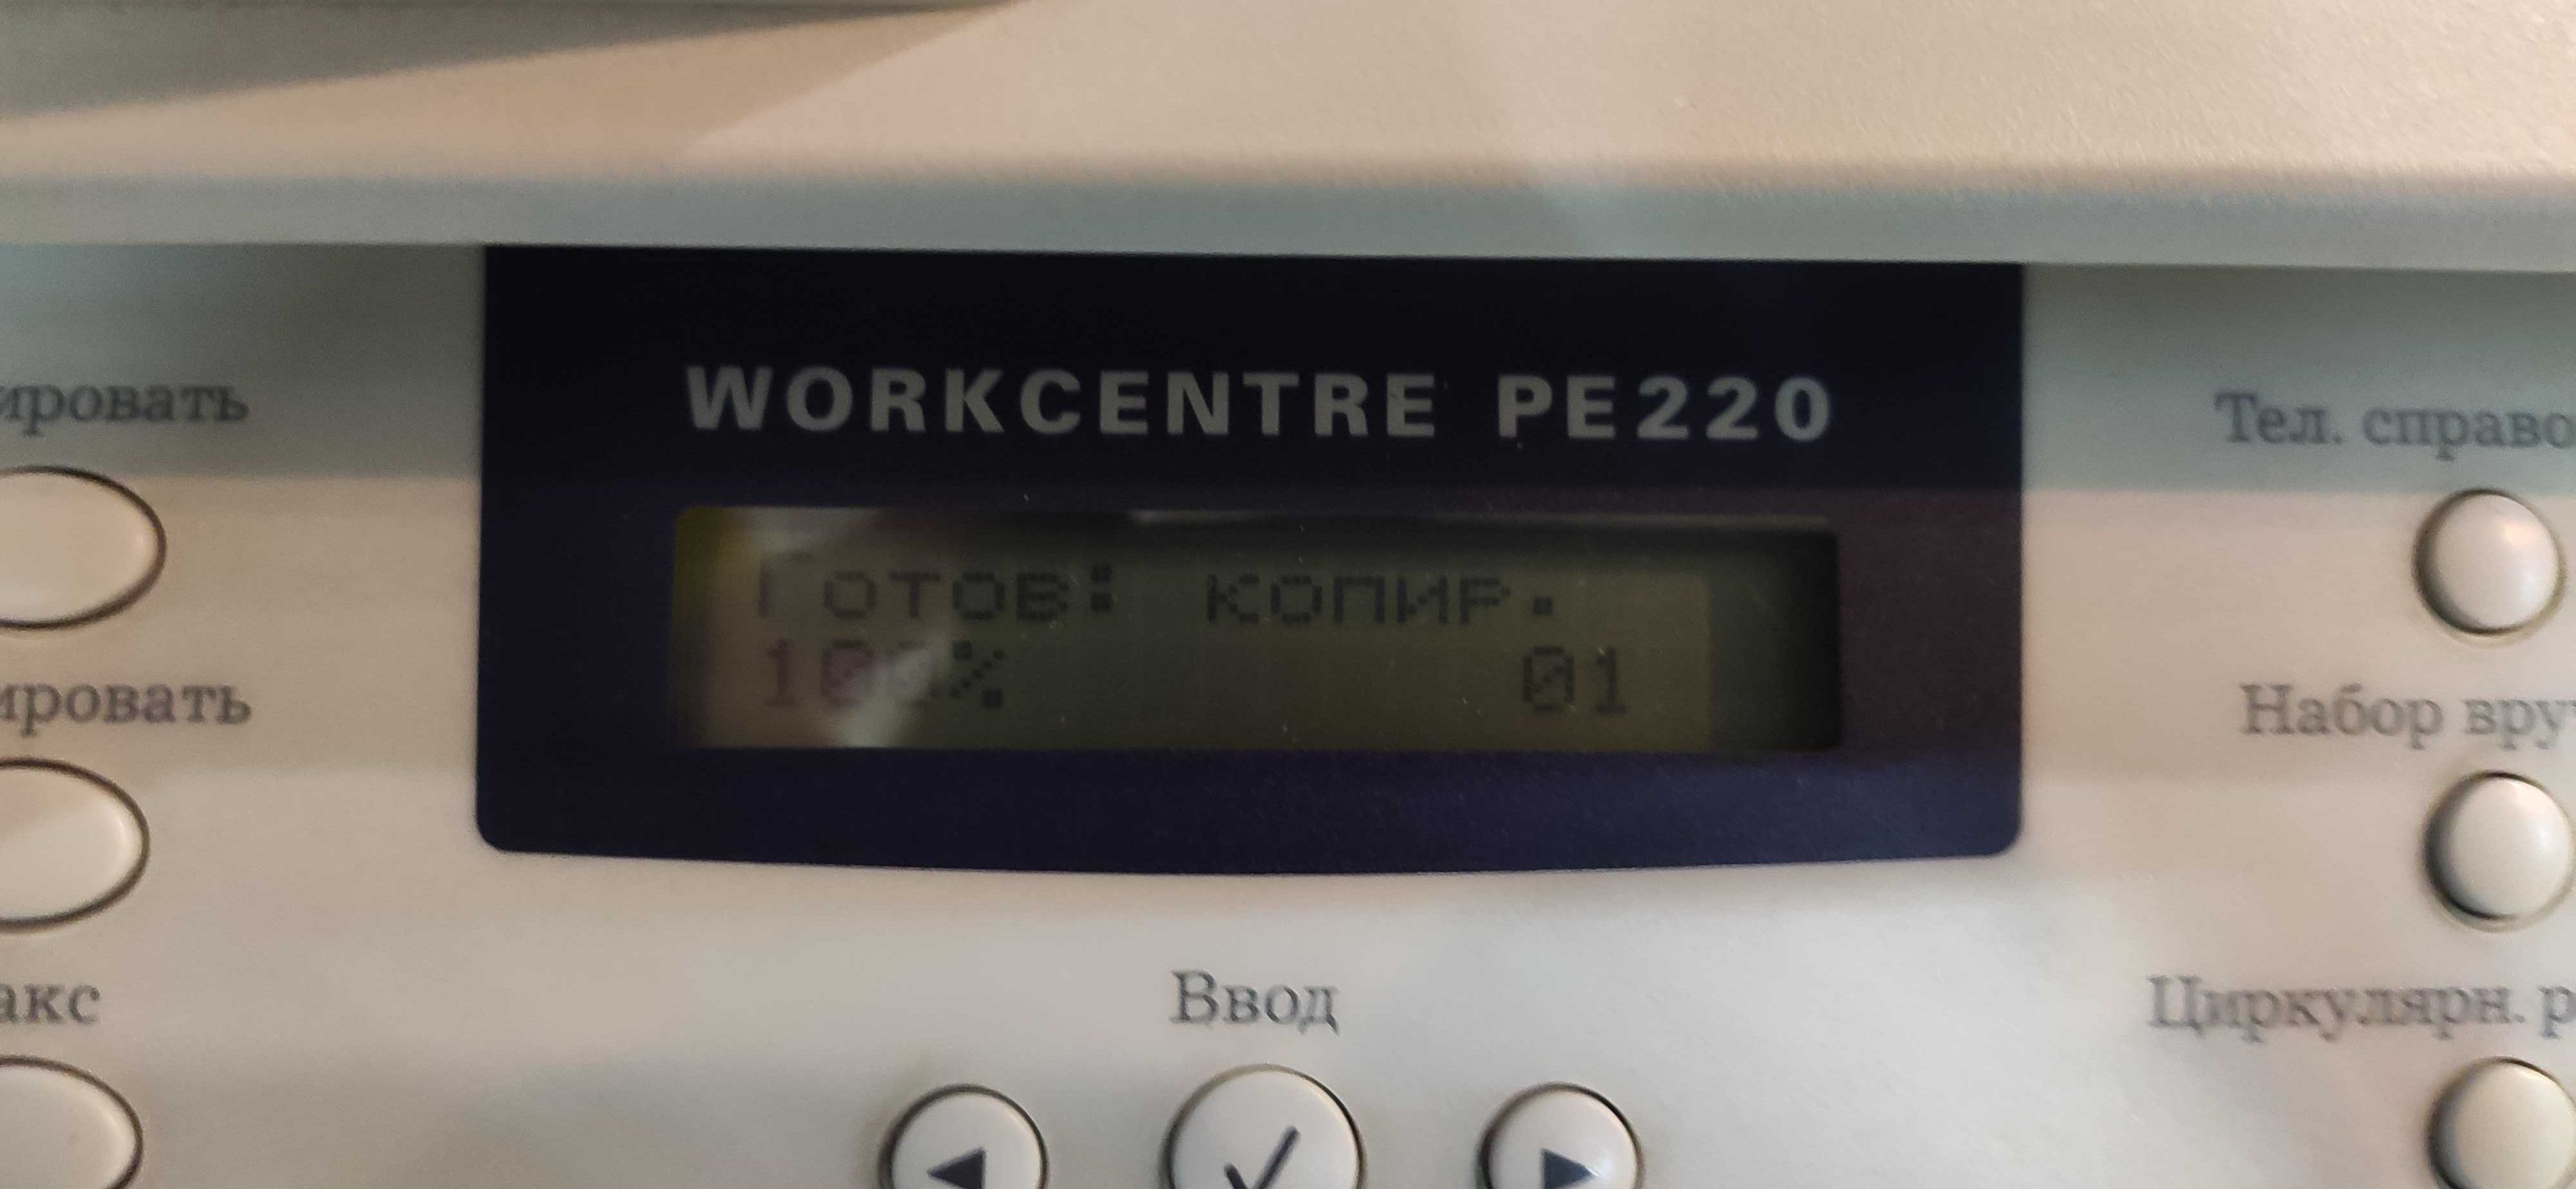 WORKCENTRE PE220
Готов: копир.
100% 01
ировать
Тел. справо
ировать
Набор вру
акс
Ввод
Циркулярн. р